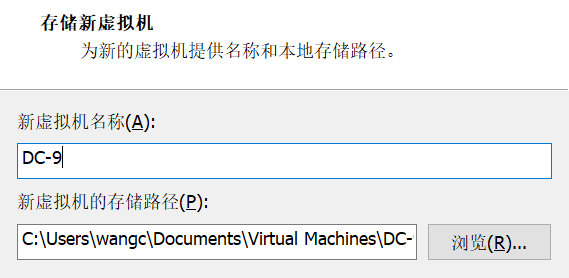 存储新虚拟机
为新的虚拟机提供名称和本地存储路径。
新虚拟机名称(A):
DC-9
新虚拟机的存储路径(P):
C:\Users\wangc\Documents\Virtual Machines\DC-
浏览(R)...